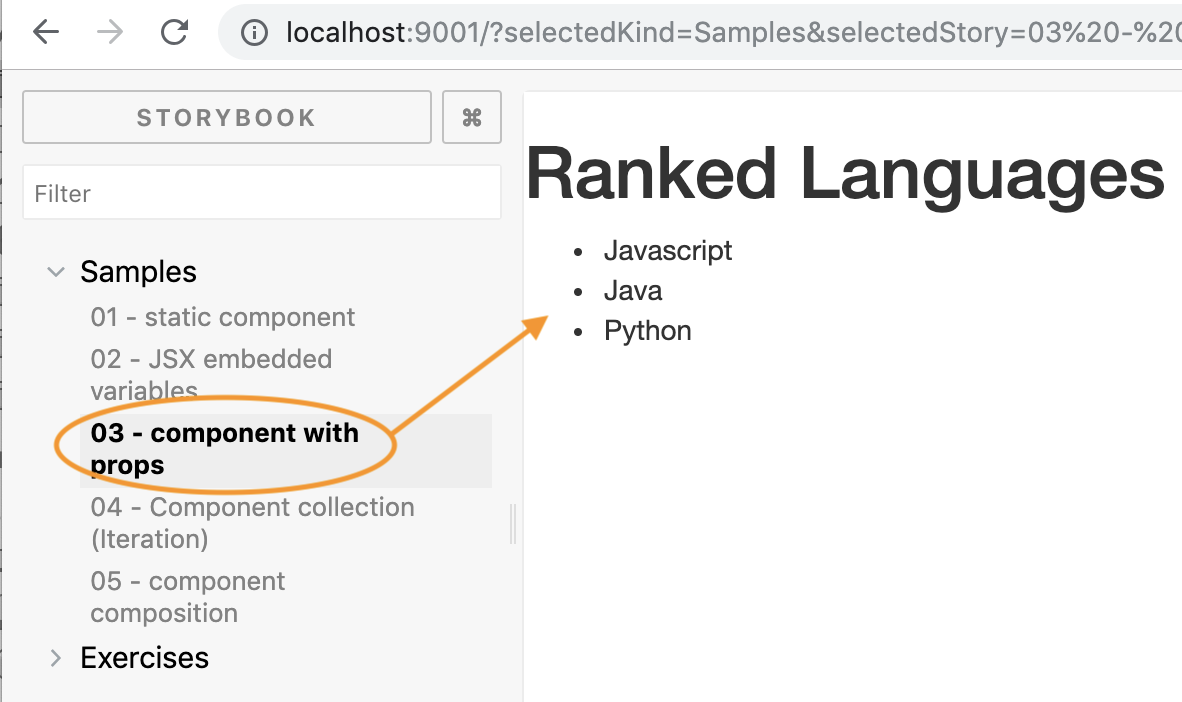 localhost:9001/?selectedKind=Samples&selectedStory=03%20-%20
STORYBOOK
⌘
Filter
Samples
01 - static component
02 - JSX embedded
variables
03 - component with
props
04 - Component collection
(Iteration)
05 - component
composition
Exercises
Ranked Languages
• Javascript
• Java
• Python